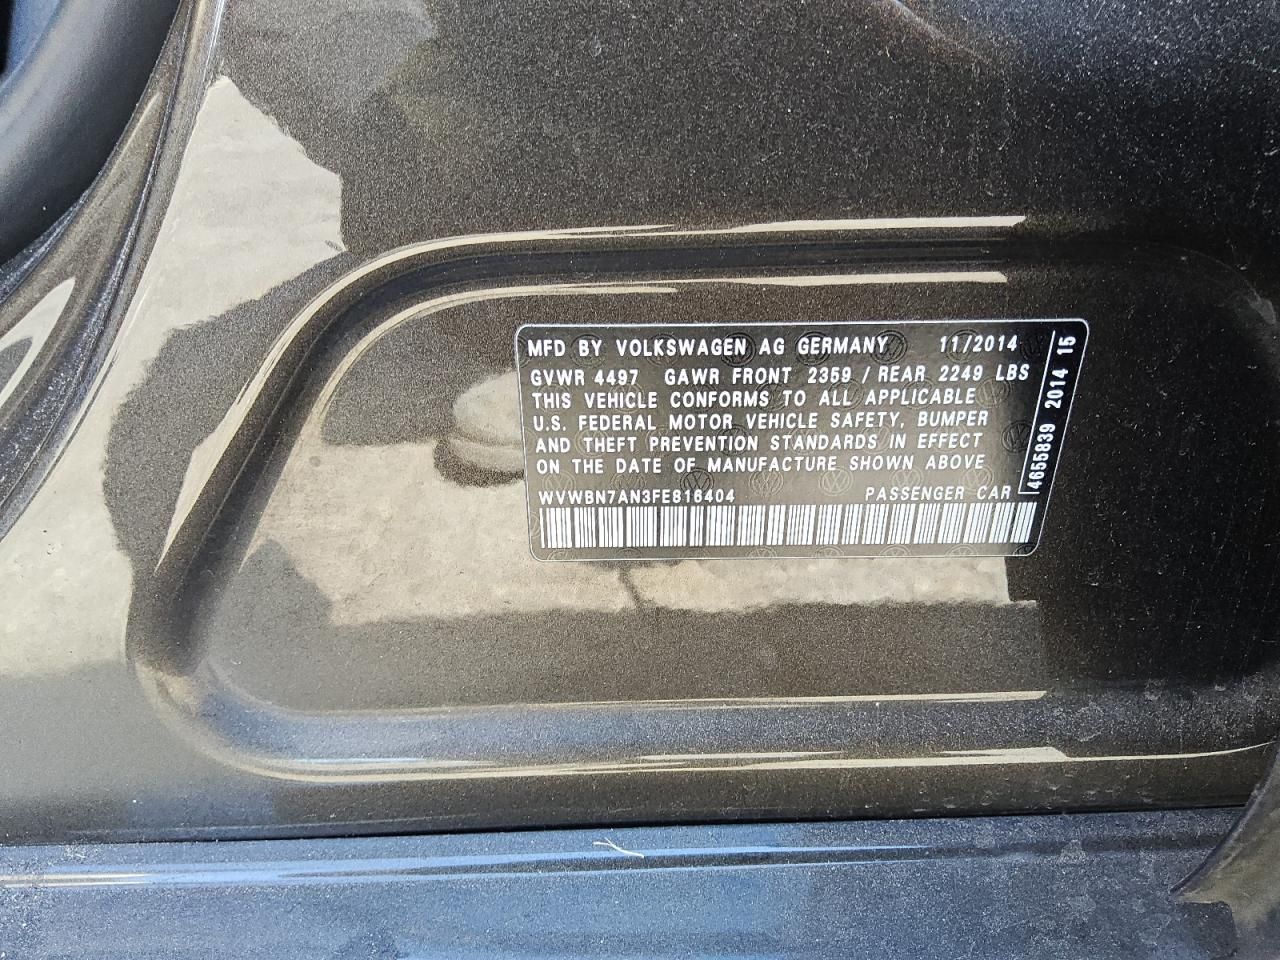 MFD BY VOLKSWAGEN AG GERMANY 11/2014
GVWR 4497 GAWR FRONT 2359 / REAR 2249 LBS
THIS VEHICLE CONFORMS TO ALL APPLICABLE
U.S. FEDERAL MOTOR VEHICLE SAFETY, BUMPER
AND THEFT PREVENTION STANDARDS IN EFFECT
ON THE DATE OF MANUFACTURE SHOWN ABOVE
WVWBN7AN3FE816404 PASSENGER CAR
4655839 2014 15